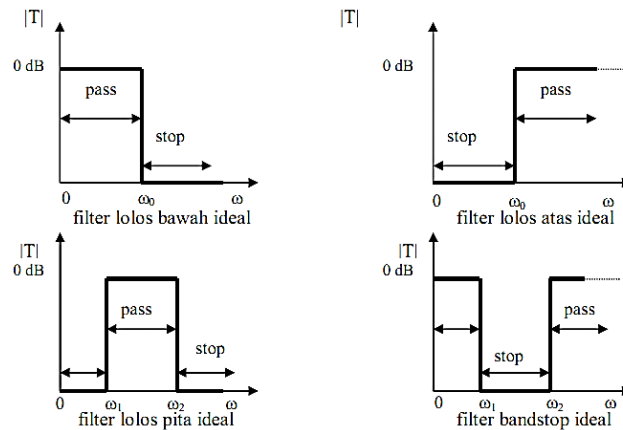 |T|
0 dB
pass
stop
0 ω₀ ω
filter lolos bawah ideal
|T|
0 dB
pass
stop
0 ω₀ ω
filter lolos atas ideal
|T|
0 dB
pass
stop
0 ω₁ ω₂ ω
filter lolos pita ideal
|T|
0 dB
pass
stop
0 ω₁ ω₂ ω
filter bandstop ideal